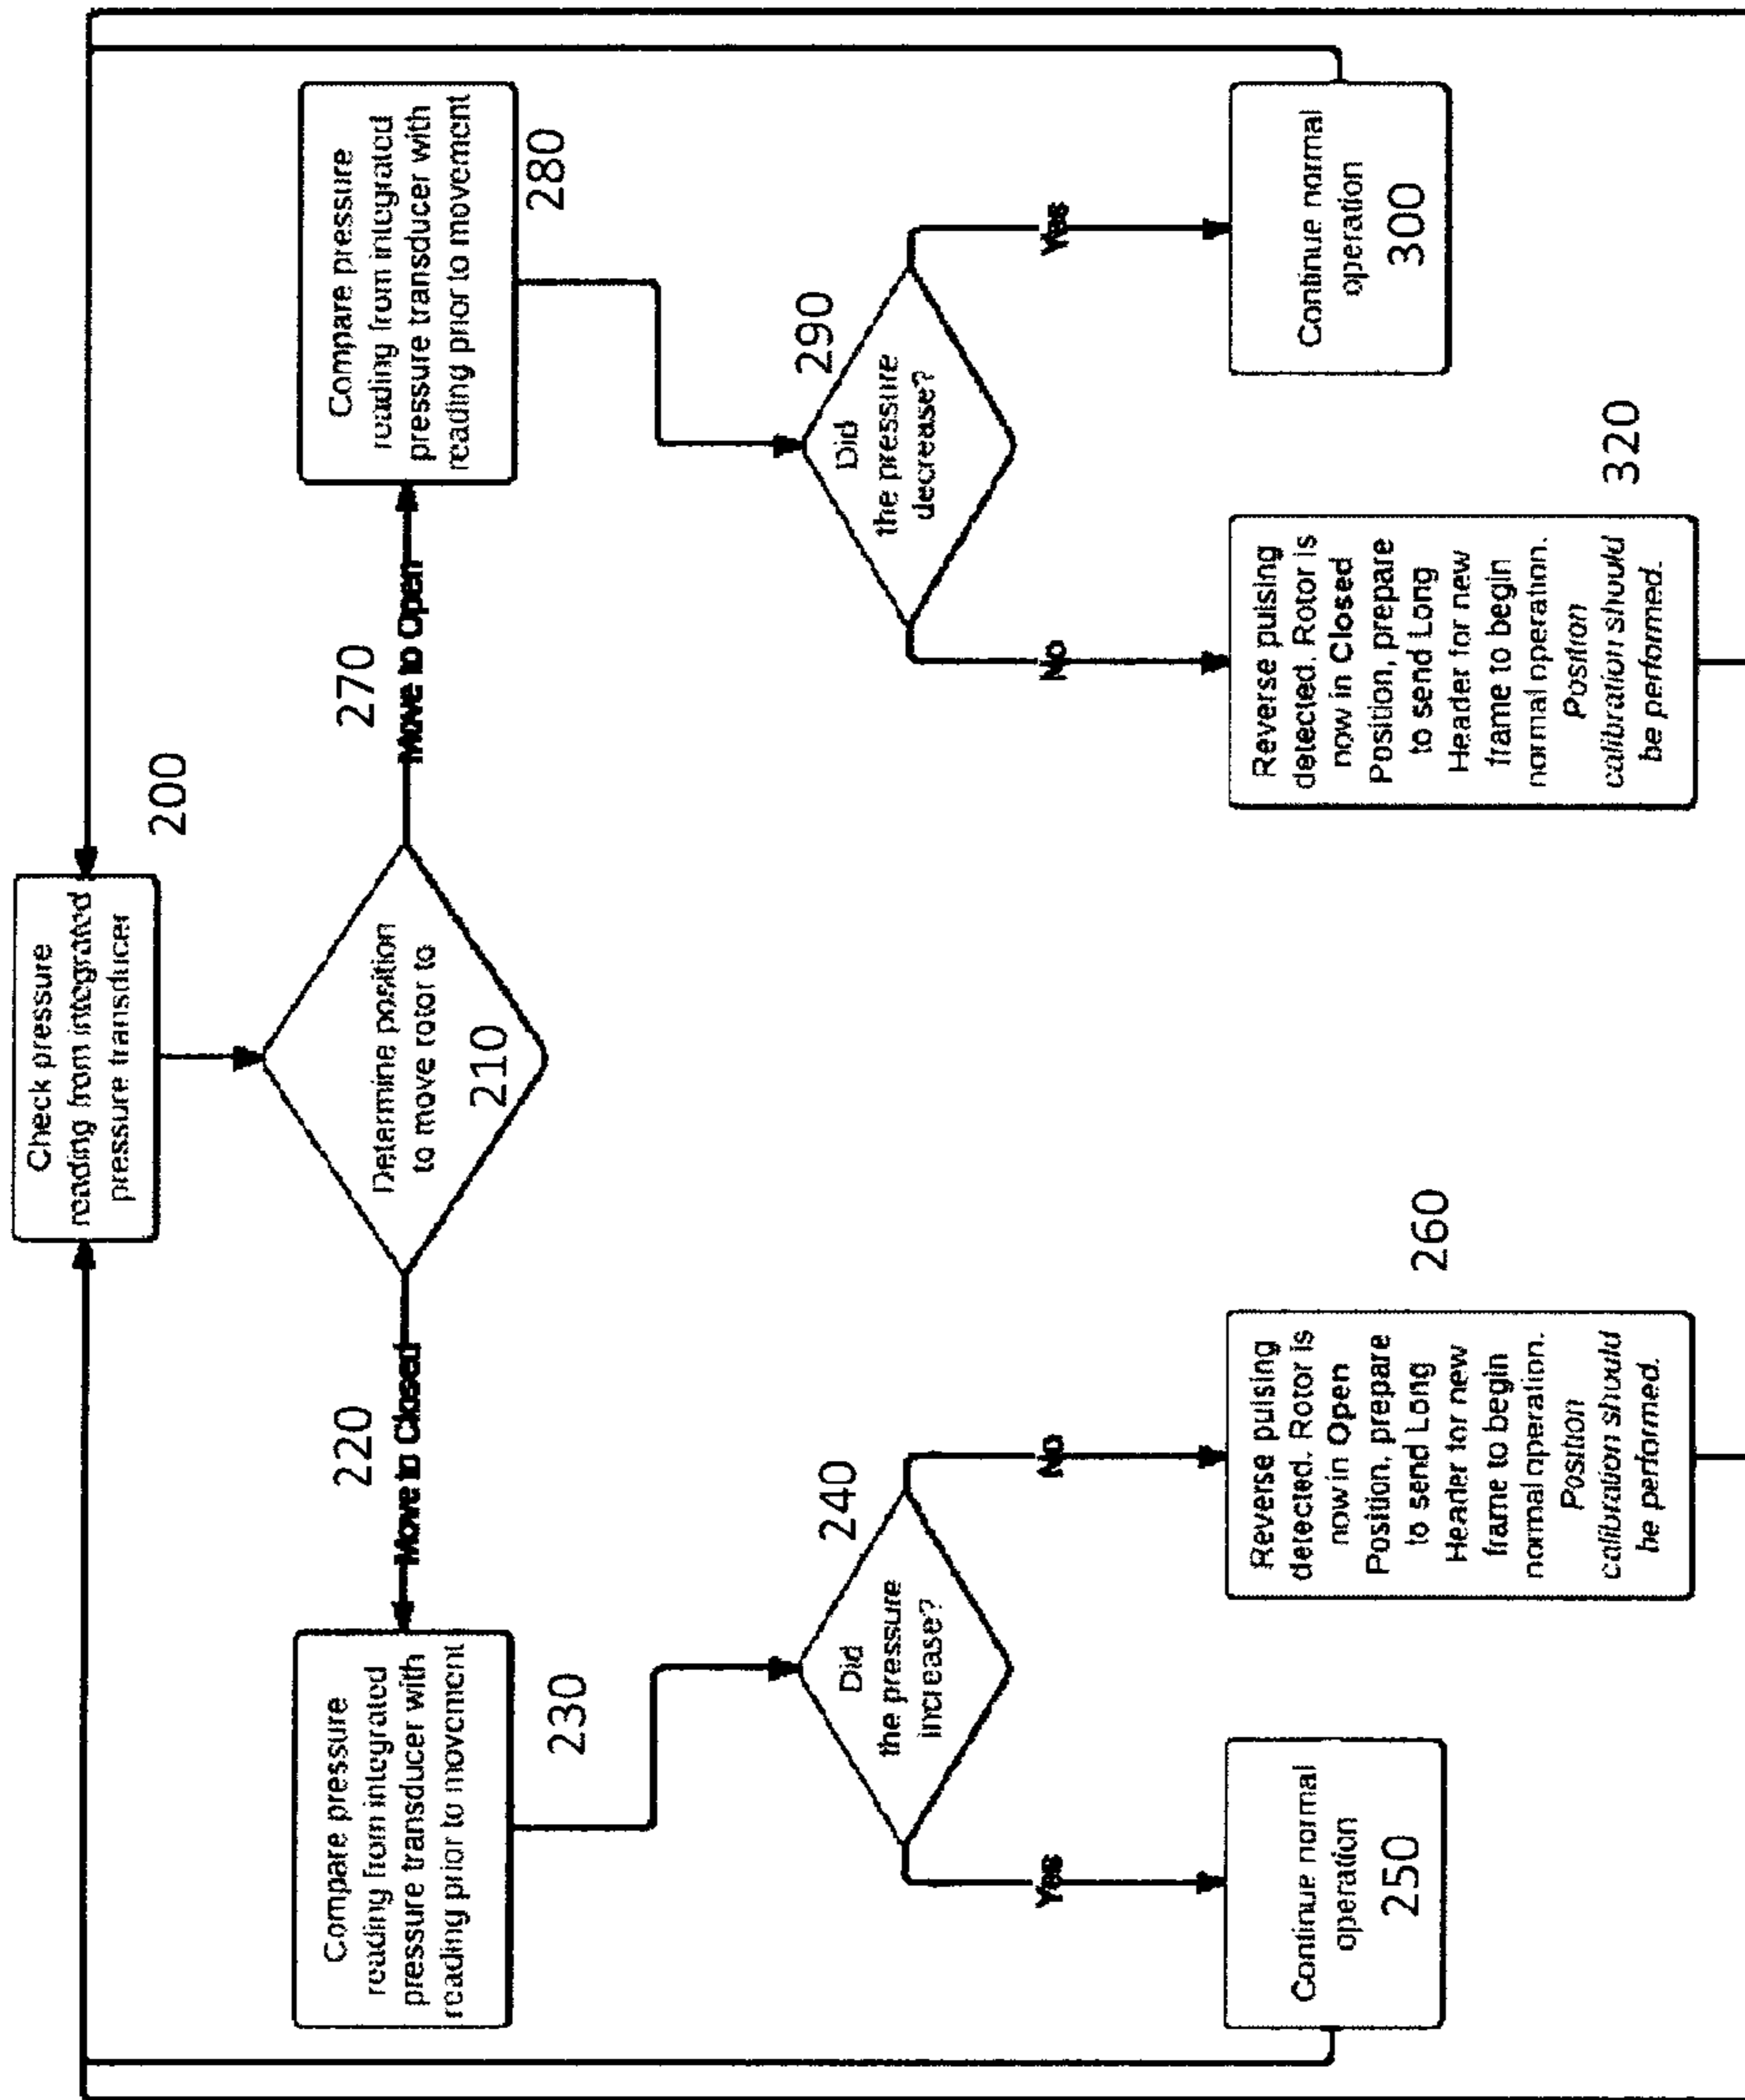 Check pressure
reading from integrated
pressure transducer
200
Determine position
to move rotor to
210
220
Move to Closed
270
Move to Open
Compare pressure
reading from integrated
pressure transducer with
reading prior to movement
230
Compare pressure
reading from integrated
pressure transducer with
reading prior to movement
280
Did
the pressure
increase?
240
Did
the pressure
decrease?
290
Yes
No
No
Yes
Continue normal
operation
250
Reverse pulsing
detected. Rotor is
now in Open
Position, prepare
to send Long
Header for new
frame to begin
normal operation.
Position
calibration should
be performed.
260
Reverse pulsing
detected. Rotor is
now in Closed
Position, prepare
to send Long
Header for new
frame to begin
normal operation.
Position
calibration should
be performed.
320
Continue normal
operation
300